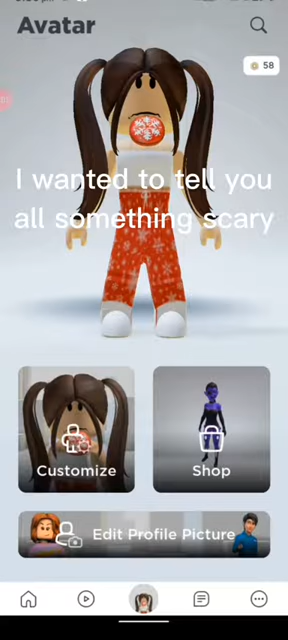 Avatar
58
I wanted to tell you
all something scary
Customize
Shop
Edit Profile Picture